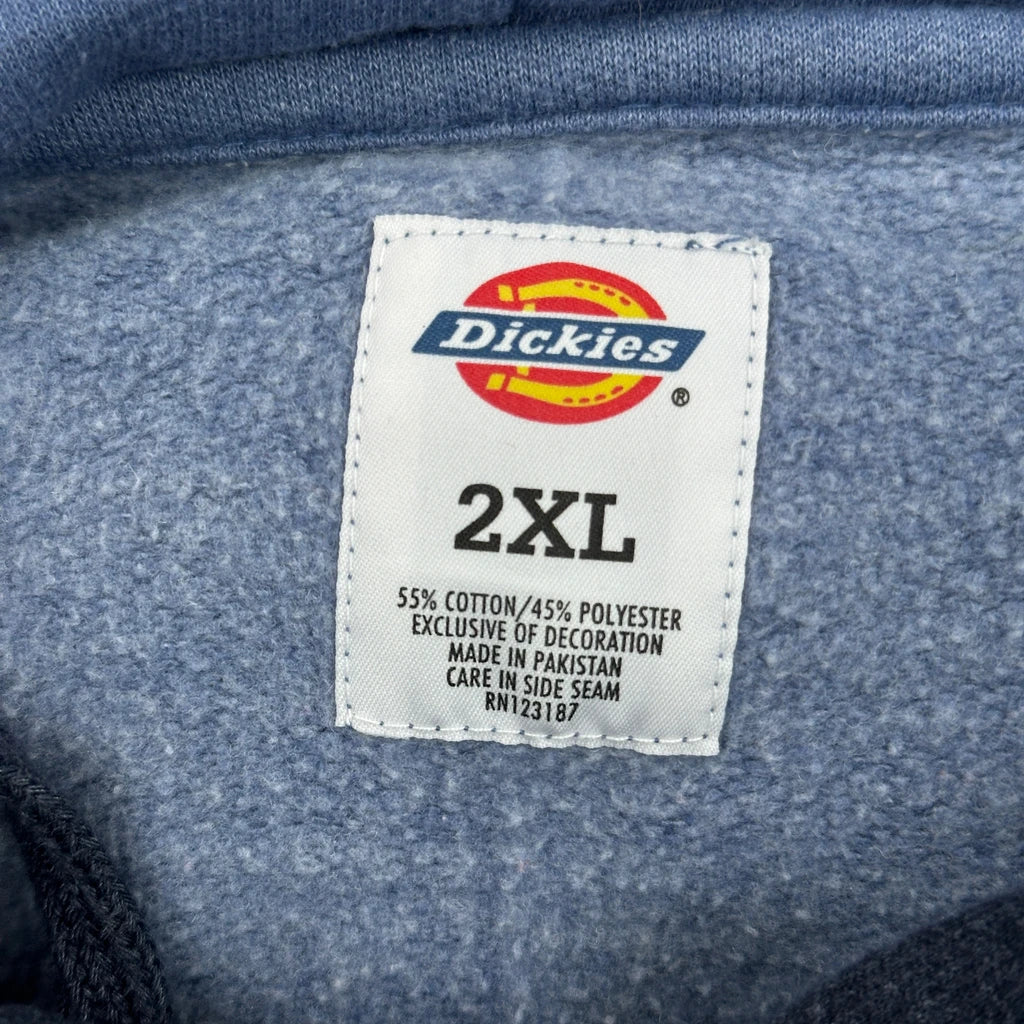 Dickies
®
2XL
55% COTTON/45% POLYESTER
EXCLUSIVE OF DECORATION
MADE IN PAKISTAN
CARE IN SIDE SEAM
RN123187